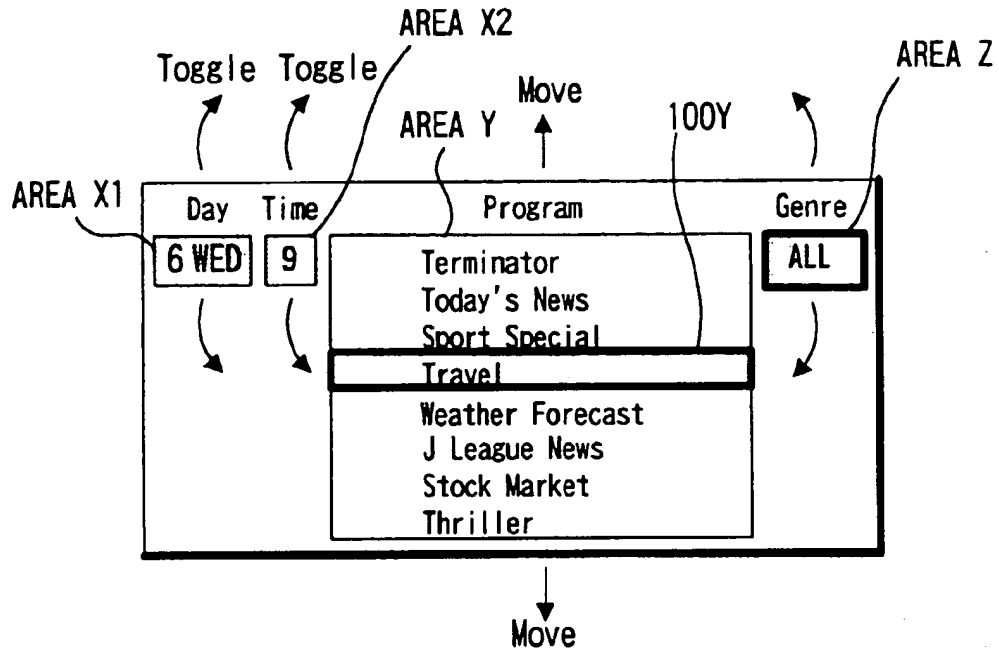 AREA X2
Toggle Toggle
AREA Z
Move
AREA Y
100Y
AREA X1
Day Time Program Genre
6 WED 9 ALL
Terminator
Today's News
Sport Special
Travel
Weather Forecast
J League News
Stock Market
Thriller
Move